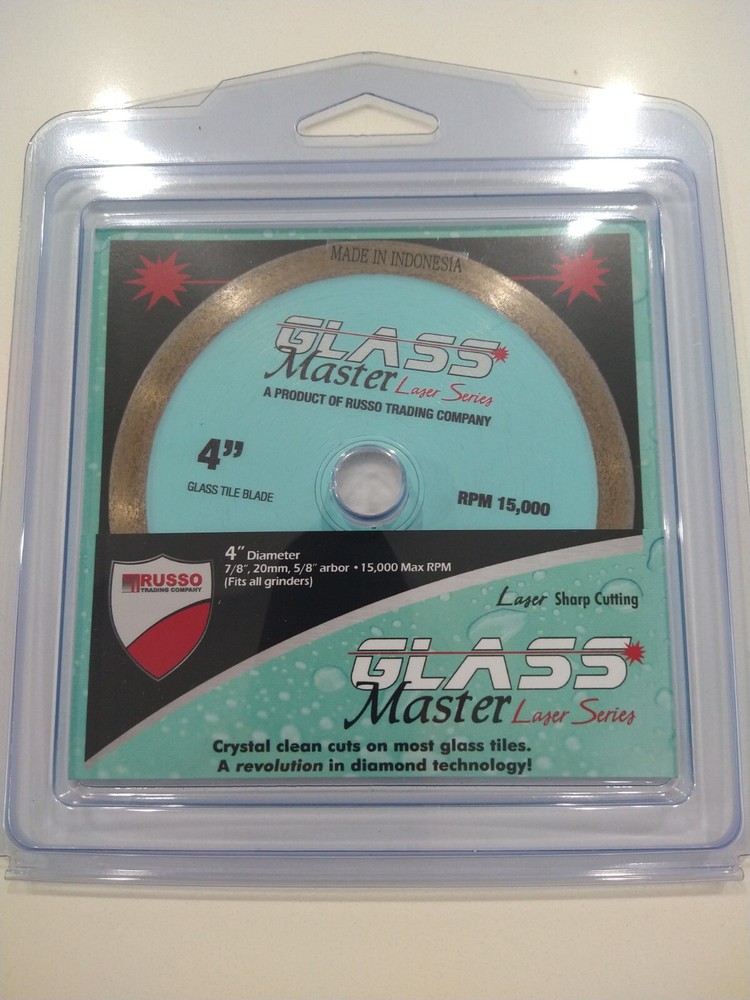 MADE IN INDONESIA
GLASS
Master Laser Series
A PRODUCT OF RUSSO TRADING COMPANY
4”
GLASS TILE BLADE
RPM 15,000
RUSSO
TRADING COMPANY
4” Diameter
7/8”, 20mm, 5/8” arbor • 15,000 Max RPM
(Fits all grinders)
Laser Sharp Cutting
GLASS
Master Laser Series
Crystal clean cuts on most glass tiles.
A revolution in diamond technology!